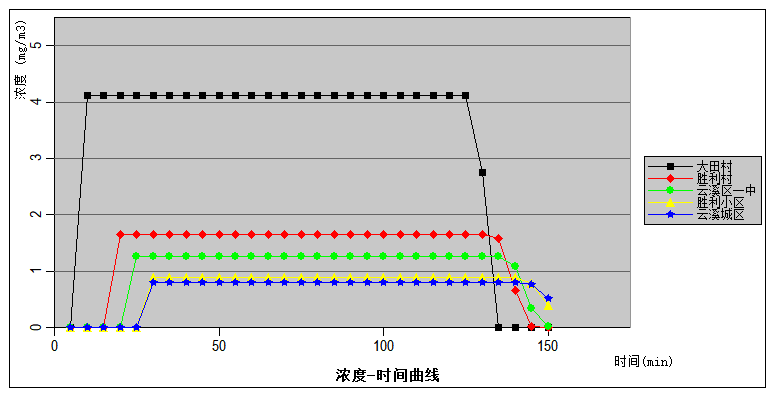 浓度 (mg/m3)
5
4
3
2
1
0
0 50 100 150
时间(min)
浓度-时间曲线
大田村
胜利村
云溪区一中
胜利小区
云溪城区